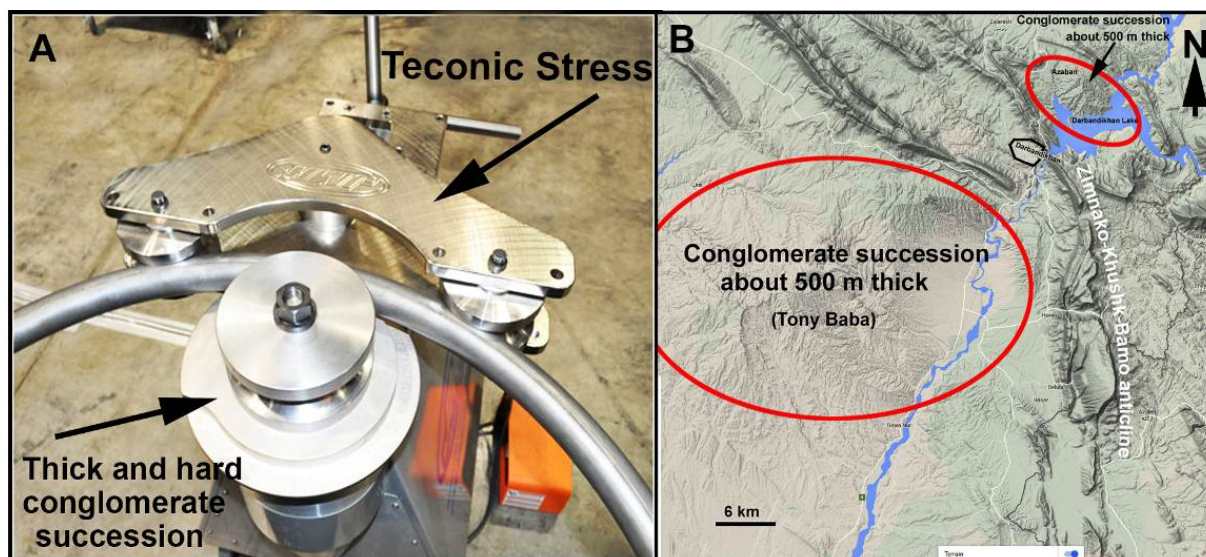 A
Teconic Stress
Thick and hard
conglomerate
succession
B
Conglomerate succession
about 500 m thick
N
Azaban
Darbandikhan Lake
Darbandikhan
Zimnako-Khushk-Bamo anticline
Conglomerate succession
about 500 m thick
(Tony Baba)
6 km
Terrain